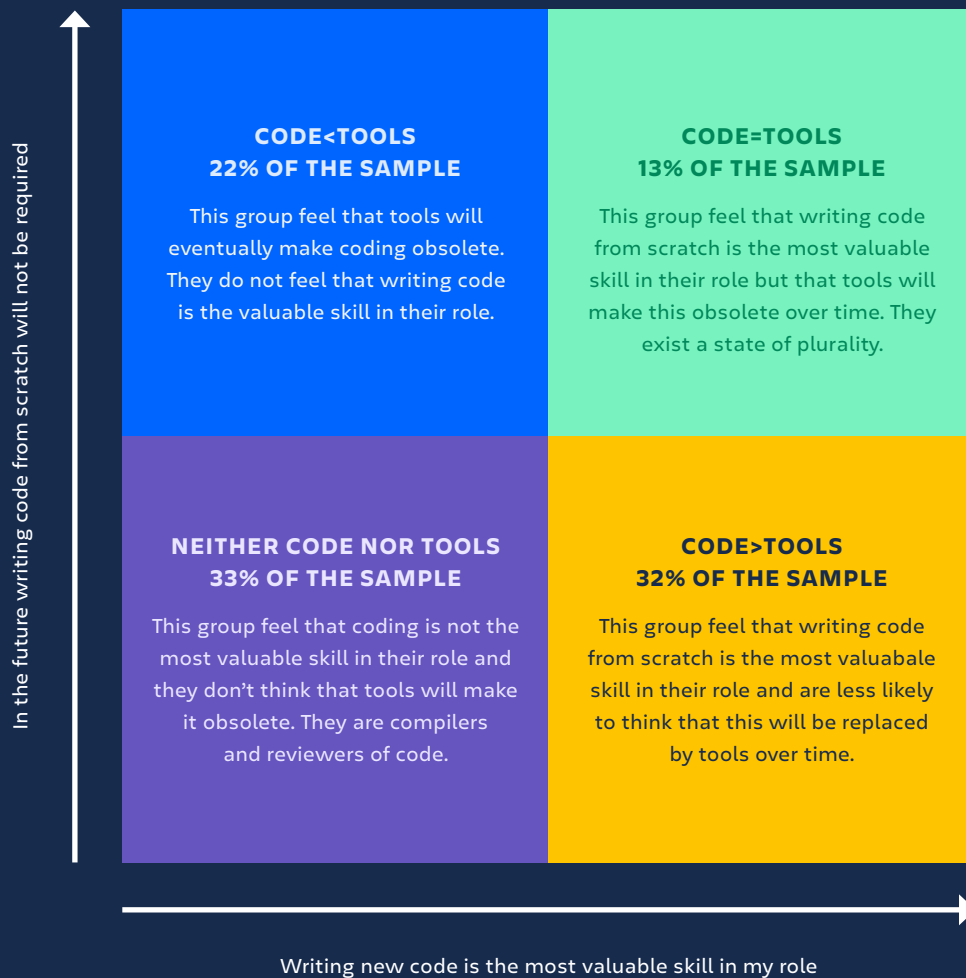 In the future writing code from scratch will not be required
CODE<TOOLS
22% OF THE SAMPLE
This group feel that tools will
eventually make coding obsolete.
They do not feel that writing code
is the valuable skill in their role.
CODE=TOOLS
13% OF THE SAMPLE
This group feel that writing code
from scratch is the most valuable
skill in their role but that tools will
make this obsolete over time. They
exist a state of plurality.
NEITHER CODE NOR TOOLS
33% OF THE SAMPLE
This group feel that coding is not the
most valuable skill in their role and
they don’t think that tools will make
it obsolete. They are compilers
and reviewers of code.
CODE>TOOLS
32% OF THE SAMPLE
This group feel that writing code
from scratch is the most valuabale
skill in their role and are less likely
to think that this will be replaced
by tools over time.
Writing new code is the most valuable skill in my role